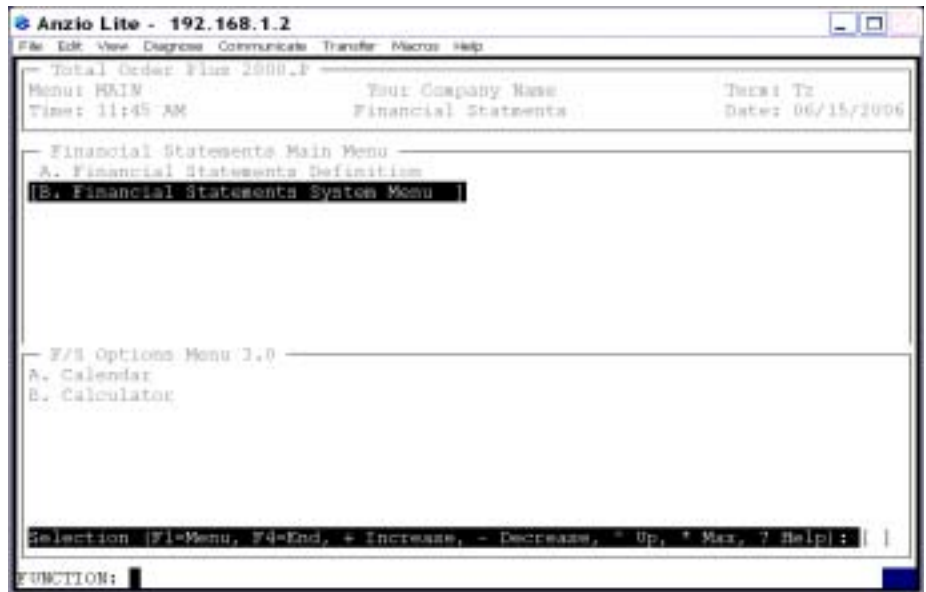 Anzio Lite - 192.168.1.2
File Edit View Diagnose Communicate Transfer Macros Help
Total Order Plus 2000.P
Menu: MAIN Your Company Name Term: Tz
Time: 11:45 AM Financial Statments Date: 06/15/2006
Financial Statements Main Menu
A. Financial Statements Definition
[B. Financial Statements System Menu ]
F/S Options Menu 3.0
A. Calendar
B. Calculator
Selection (F1=Menu, F4=End, + Increase, - Decrease, ^ Up, * Max, ? Help): [ ]
FUNCTION: